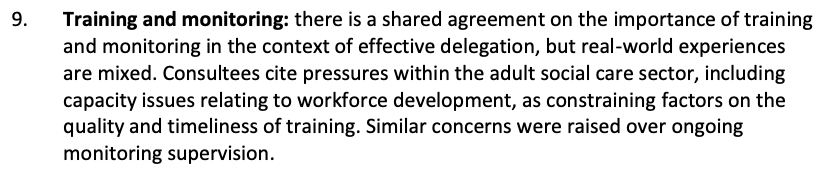 9. Training and monitoring: there is a shared agreement on the importance of training
and monitoring in the context of effective delegation, but real-world experiences
are mixed. Consultees cite pressures within the adult social care sector, including
capacity issues relating to workforce development, as constraining factors on the
quality and timeliness of training. Similar concerns were raised over ongoing
monitoring supervision.